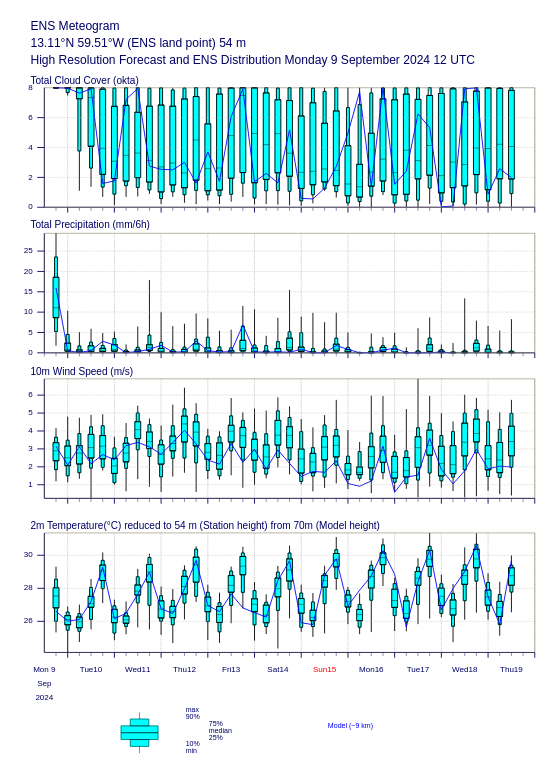 ENS Meteogram
13.11°N 59.51°W (ENS land point) 54 m
High Resolution Forecast and ENS Distribution Monday 9 September 2024 12 UTC
Total Cloud Cover (okta)
8
6
4
2
0
Total Precipitation (mm/6h)
25
20
15
10
5
0
10m Wind Speed (m/s)
6
5
4
3
2
1
2m Temperature(°C) reduced to 54 m (Station height) from 70m (Model height)
30
28
26
Mon 9 Tue10 Wed11 Thu12 Fri13 Sat14 Sun15 Mon16 Tue17 Wed18 Thu19
Sep
2024
max
90%
75%
median
25%
10%
min
Model (~9 km)